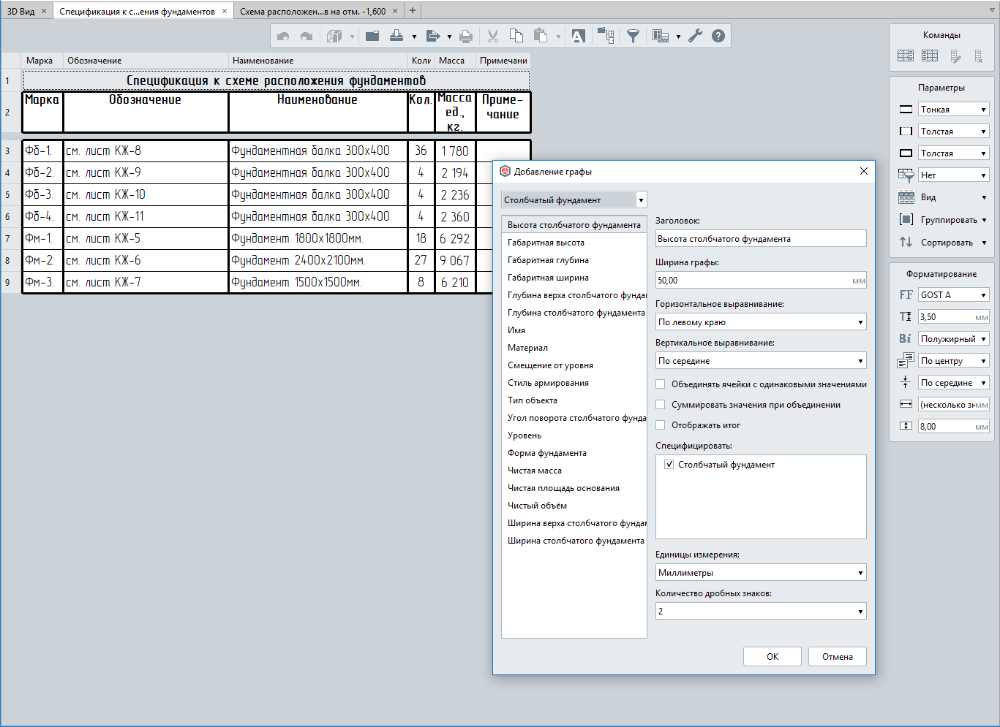 3D Вид
Спецификация к с...ения фундаментов
Схема расположен...в на отм. -1,600
Марка Обозначение Наименование Коли Масса Примечани
1 Спецификация к схеме расположения фундаментов
2 Марка Обозначение Наименование Кол. Масса ед., кг. Приме-чание
3 Фб-1. см. лист КЖ-8 Фундаментная балка 300x400 36 1 780
4 Фб-2. см. лист КЖ-9 Фундаментная балка 300x400 4 2 194
5 Фб-3. см. лист КЖ-10 Фундаментная балка 300x400 4 2 236
6 Фб-4. см. лист КЖ-11 Фундаментная балка 300x400 4 2 360
7 Фм-1. см. лист КЖ-5 Фундамент 1800x1800мм. 18 6 292
8 Фм-2. см. лист КЖ-6 Фундамент 2400x2100мм. 27 9 067
9 Фм-3. см. лист КЖ-7 Фундамент 1500x1500мм. 8 6 210
Добавление графы
Столбчатый фундамент
Высота столбчатого фундамента
Габаритная высота
Габаритная глубина
Габаритная ширина
Глубина верха столбчатого фунда
Глубина столбчатого фундамента
Имя
Материал
Смещение от уровня
Стиль армирования
Тип объекта
Угол поворота столбчатого фунда
Уровень
Форма фундамента
Чистая масса
Чистая площадь основания
Чистый объём
Ширина верха столбчатого фунда
Ширина столбчатого фундамента
Заголовок:
Высота столбчатого фундамента
Ширина графы:
50,00 мм
Горизонтальное выравнивание:
По левому краю
Вертикальное выравнивание:
По середине
Объединять ячейки с одинаковыми значениями
Суммировать значения при объединении
Отображать итог
Специфицировать:
Столбчатый фундамент
Единицы измерения:
Миллиметры
Количество дробных знаков:
2
OK Отмена
Команды
Параметры
Тонкая
Толстая
Толстая
Нет
Вид
Группировать
Сортировать
Форматирование
FF GOST A
3,50 мм
Bi Полужирный
По центру
По середине
(несколько зн мм
8,00 мм